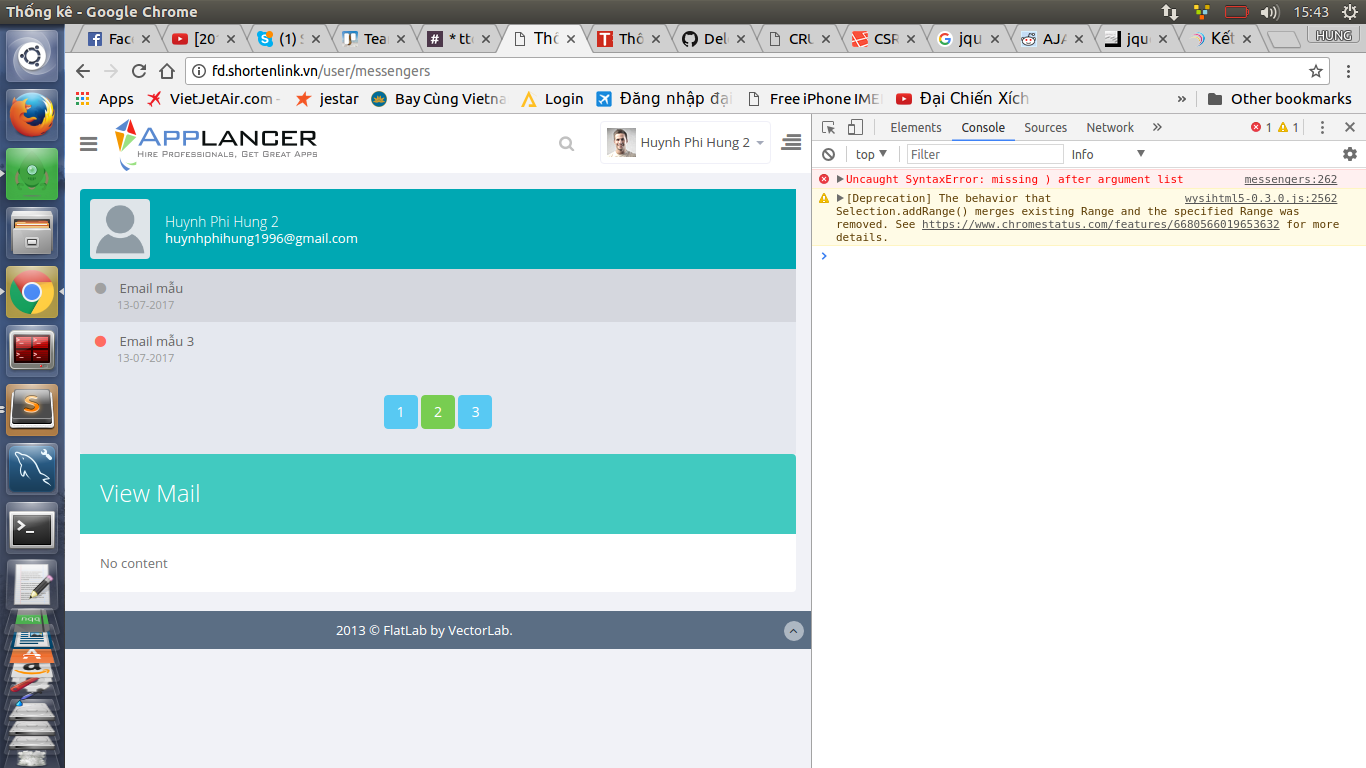 Thống kê - Google Chrome
15:43
Fac
[20
(1) S
Tea
* tt
Thố
Thố
Del
CRU
CSR
jqu
AJA
jqu
Kết
HUNG
fd.shortenlink.vn/user/messengers
Apps
VietJetAir.com -
jestar
Bay Cùng Vietna
Login
Đăng nhập đại
Free iPhone IMEI
Đại Chiến Xích
»
Other bookmarks
APPLANCER
HIRE PROFESSIONALS, GET GREAT APPS
Huynh Phi Hung 2
Huynh Phi Hung 2
huynhphihung1996@gmail.com
Email mẫu
13-07-2017
Email mẫu 3
13-07-2017
1 2 3
View Mail
No content
2013 © FlatLab by VectorLab.
Elements Console Sources Network » 1 1
top Filter Info
Uncaught SyntaxError: missing ) after argument list messengers:262
[Deprecation] The behavior that wysihtml5-0.3.0.js:2562
Selection.addRange() merges existing Range and the specified Range was
removed. See https://www.chromestatus.com/features/6680566019653632 for more
details.